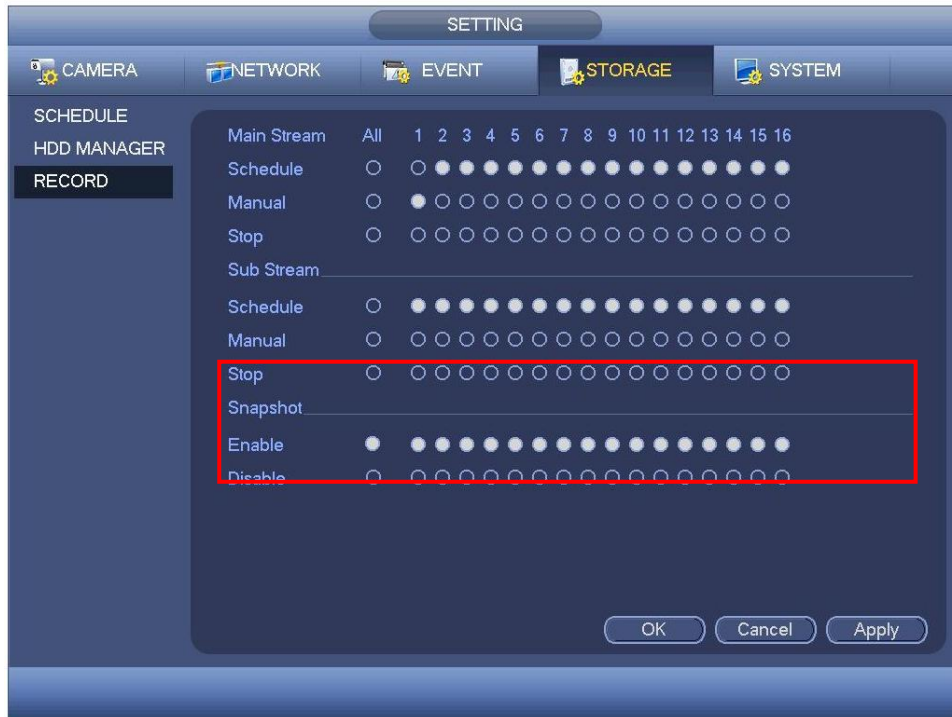 SETTING
CAMERA NETWORK EVENT STORAGE SYSTEM
SCHEDULE
HDD MANAGER
RECORD
Main Stream All 1 2 3 4 5 6 7 8 9 10 11 12 13 14 15 16
Schedule
Manual
Stop
Sub Stream
Schedule
Manual
Stop
Snapshot
Enable
Disable
OK Cancel Apply